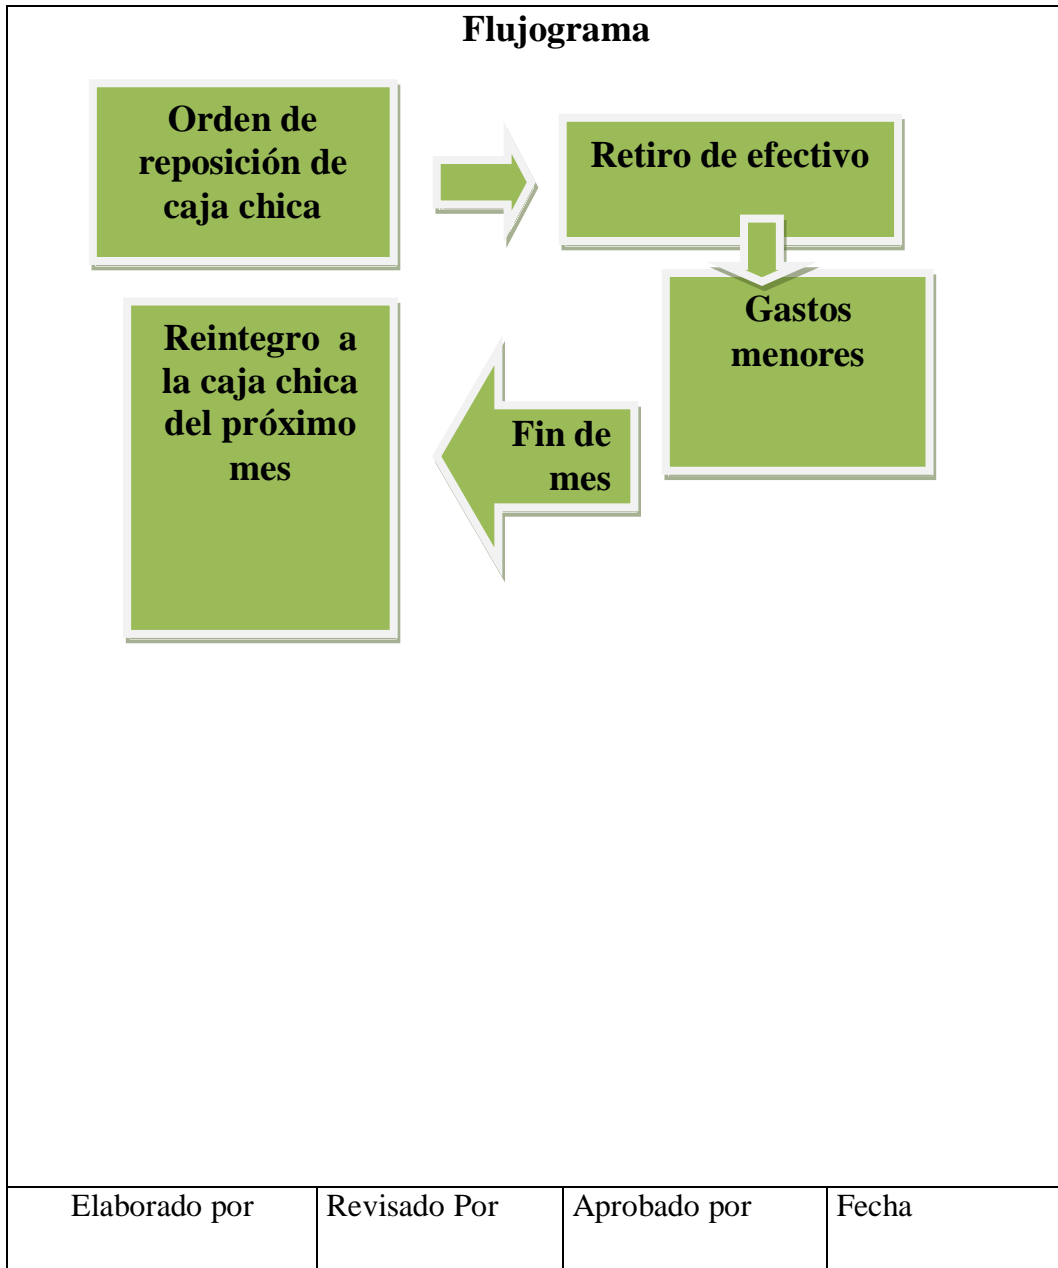 Flujograma
Orden de
reposición de
caja chica
Retiro de efectivo
Gastos
menores
Fin de
mes
Reintegro a
la caja chica
del próximo
mes
Elaborado por
Revisado Por
Aprobado por
Fecha